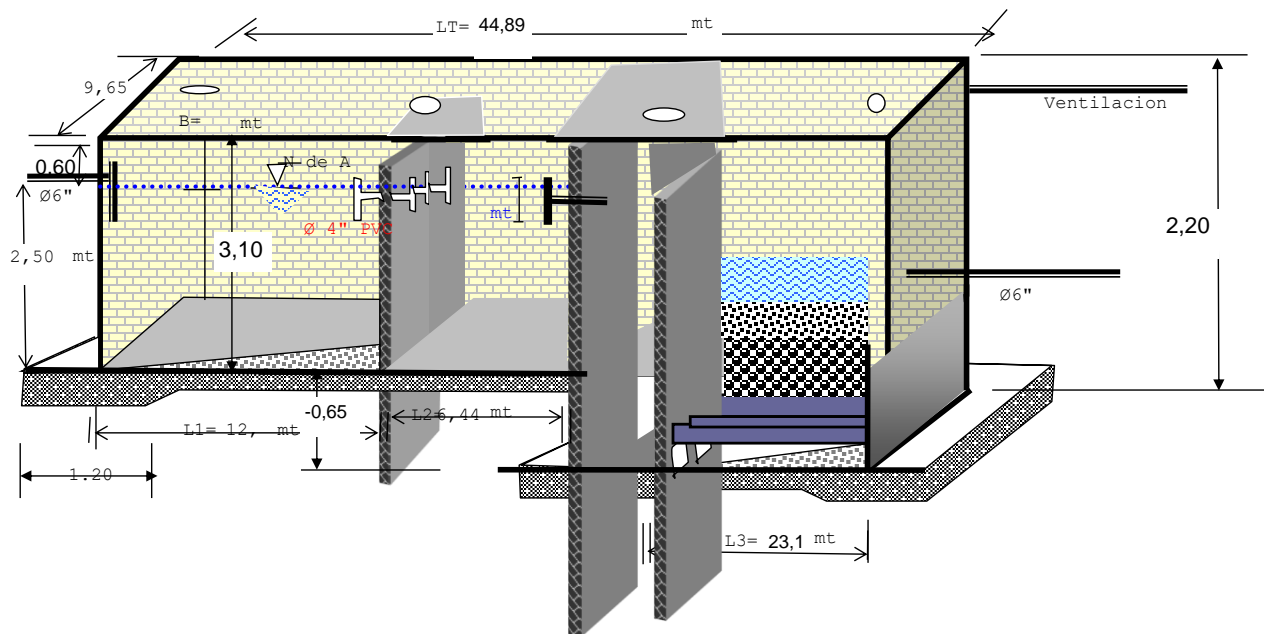 LT= 44,89 mt
9,65
Ventilacion
B= mt
0.60
N de A
Ø6"
mt
Ø 4" PV
2,20
2,50 mt
3,10
Ø6"
-0,65
L2= 6,44 mt
L1= 12, mt
1.20
L3= 23,1 mt